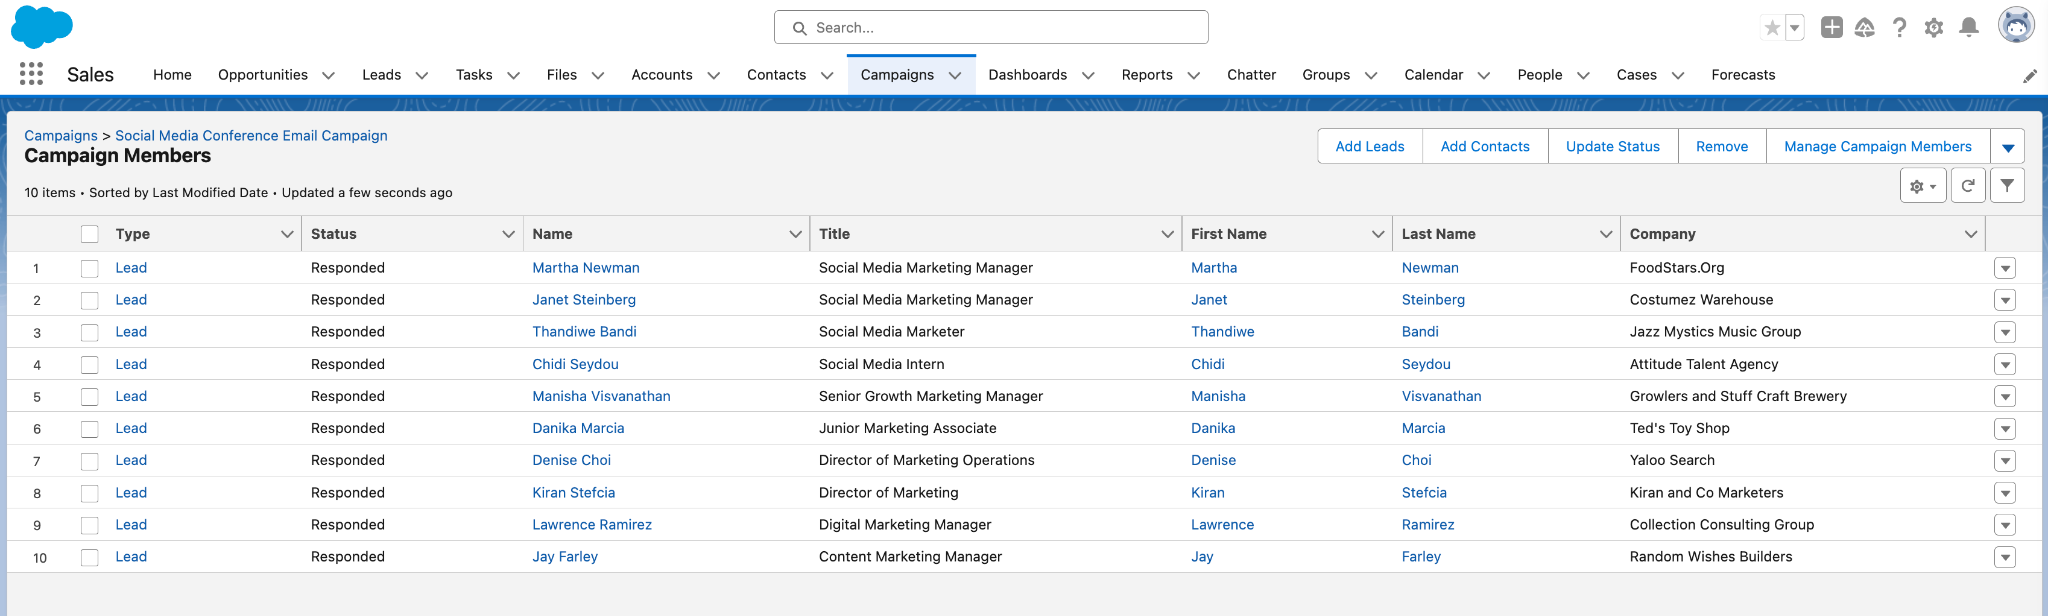 Search...
Sales Home Opportunities Leads Tasks Files Accounts Contacts Campaigns Dashboards Reports Chatter Groups Calendar People Cases Forecasts
Campaigns > Social Media Conference Email Campaign
Campaign Members
Add Leads Add Contacts Update Status Remove Manage Campaign Members
10 items • Sorted by Last Modified Date • Updated a few seconds ago
Type Status Name Title First Name Last Name Company
1 Lead Responded Martha Newman Social Media Marketing Manager Martha Newman FoodStars.Org
2 Lead Responded Janet Steinberg Social Media Marketing Manager Janet Steinberg Costumez Warehouse
3 Lead Responded Thandiwe Bandi Social Media Marketer Thandiwe Bandi Jazz Mystics Music Group
4 Lead Responded Chidi Seydou Social Media Intern Chidi Seydou Attitude Talent Agency
5 Lead Responded Manisha Visvanathan Senior Growth Marketing Manager Manisha Visvanathan Growlers and Stuff Craft Brewery
6 Lead Responded Danika Marcia Junior Marketing Associate Danika Marcia Ted's Toy Shop
7 Lead Responded Denise Choi Director of Marketing Operations Denise Choi Yaloo Search
8 Lead Responded Kiran Stefcia Director of Marketing Kiran Stefcia Kiran and Co Marketers
9 Lead Responded Lawrence Ramirez Digital Marketing Manager Lawrence Ramirez Collection Consulting Group
10 Lead Responded Jay Farley Content Marketing Manager Jay Farley Random Wishes Builders